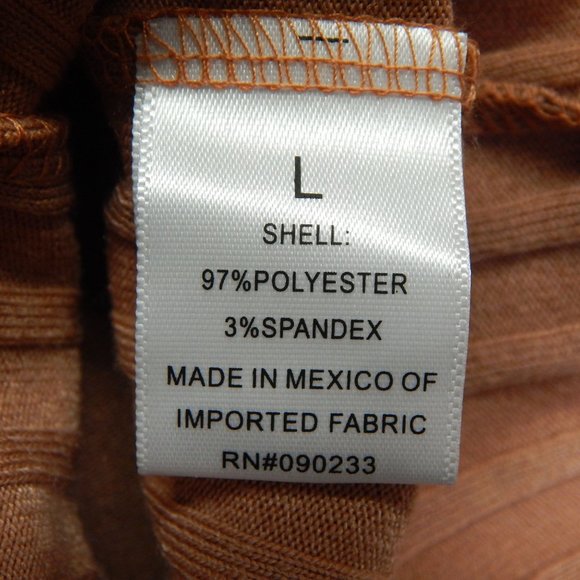 L
SHELL:
97%POLYESTER
3%SPANDEX
MADE IN MEXICO OF
IMPORTED FABRIC
RN#090233